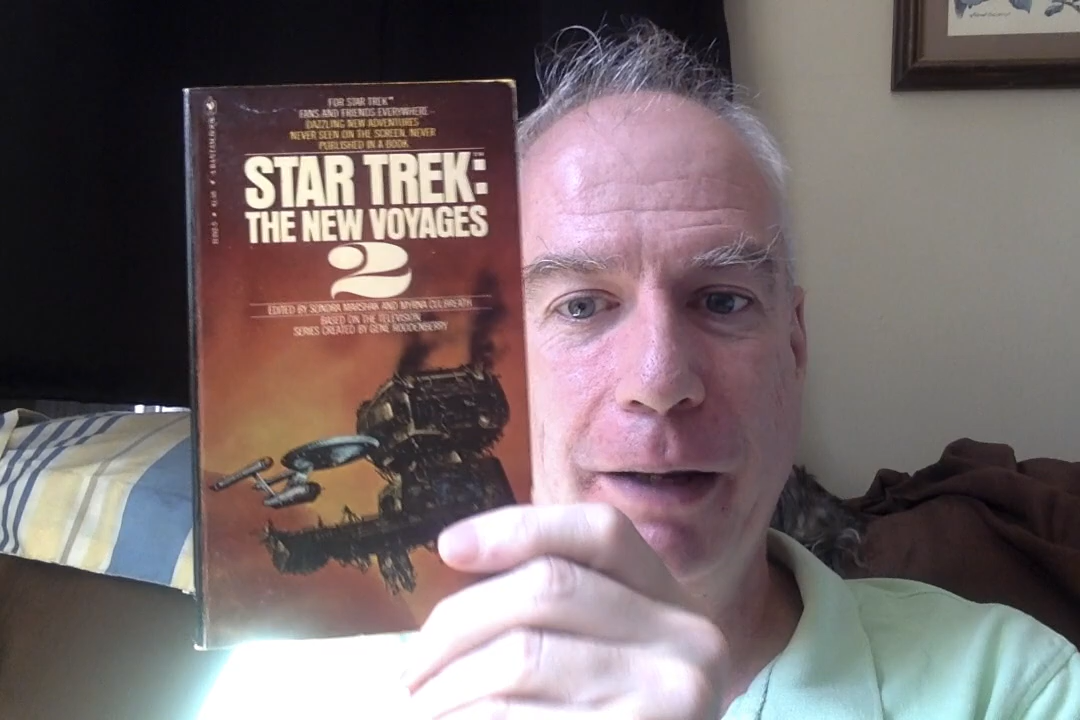 FOR STAR TREK™
FANS AND FRIENDS EVERYWHERE—
DAZZLING NEW ADVENTURES
NEVER SEEN ON THE SCREEN, NEVER
PUBLISHED IN A BOOK
STAR TREK:
THE NEW VOYAGES
2
EDITED BY SONDRA MARSHAK AND MYRNA CULBREATH
BASED ON THE TELEVISION
SERIES CREATED BY GENE RODDENBERRY
A BANTAM BOOK